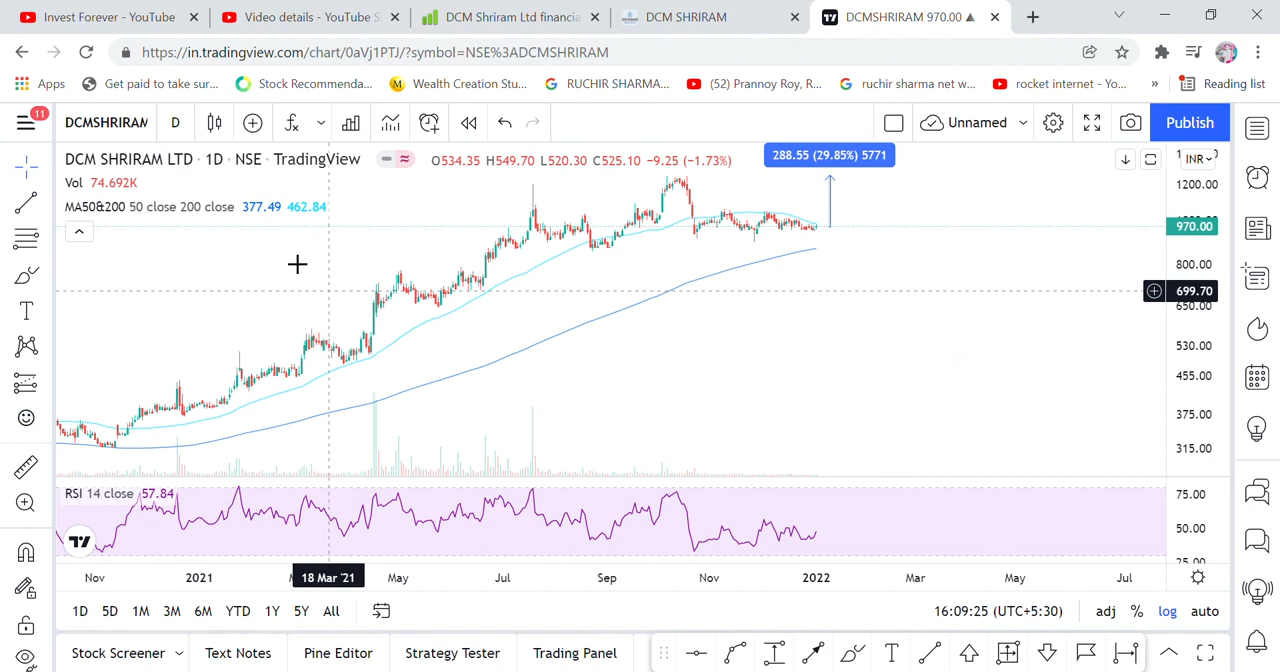 Invest Forever - YouTube
Video details - YouTube S
DCM Shriram Ltd financia
DCM SHRIRAM
DCMSHRIRAM 970.00 ▲
https://in.tradingview.com/chart/0aVj1PTJ/?symbol=NSE%3ADCMSHRIRAM
Apps
Get paid to take sur...
Stock Recommenda...
Wealth Creation Stu...
RUCHIR SHARMA...
(52) Prannoy Roy, R...
ruchir sharma net w...
rocket internet - Yo...
»
Reading list
11
DCMSHRIRAM
D
Unnamed
Publish
DCM SHRIRAM LTD · 1D · NSE · TradingView
O534.35 H549.70 L520.30 C525.10 -9.25 (-1.73%)
288.55 (29.85%) 5771
INR
Vol 74.692K
1200.00
MA50&200 50 close 200 close 377.49 462.84
970.00
800.00
699.70
650.00
530.00
455.00
375.00
315.00
RSI 14 close 57.84
75.00
50.00
25.00
Nov
2021
18 Mar '21
May
Jul
Sep
Nov
2022
Mar
May
Jul
1D 5D 1M 3M 6M YTD 1Y 5Y All
16:09:25 (UTC+5:30)
adj % log auto
Stock Screener
Text Notes
Pine Editor
Strategy Tester
Trading Panel